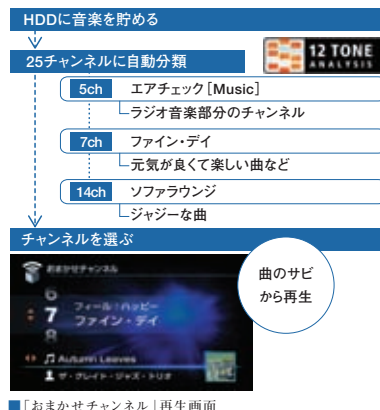 HDDに音楽を貯める
25チャンネルに自動分類
12 TONE
ANALYSIS
5ch エアチェック[Music]
ラジオ音楽部分のチャンネル
7ch ファイン・デイ
元気が良くて楽しい曲など
14ch ソファラウンジ
ジャジーな曲
チャンネルを選ぶ
おまかせチャンネル
6
フィール・ハッピー
7 ファイン・デイ
8
Autumn Leaves
ザ・グレイト・ジャズ・トリオ
曲のサビ
から再生
■「おまかせチャンネル」再生画面